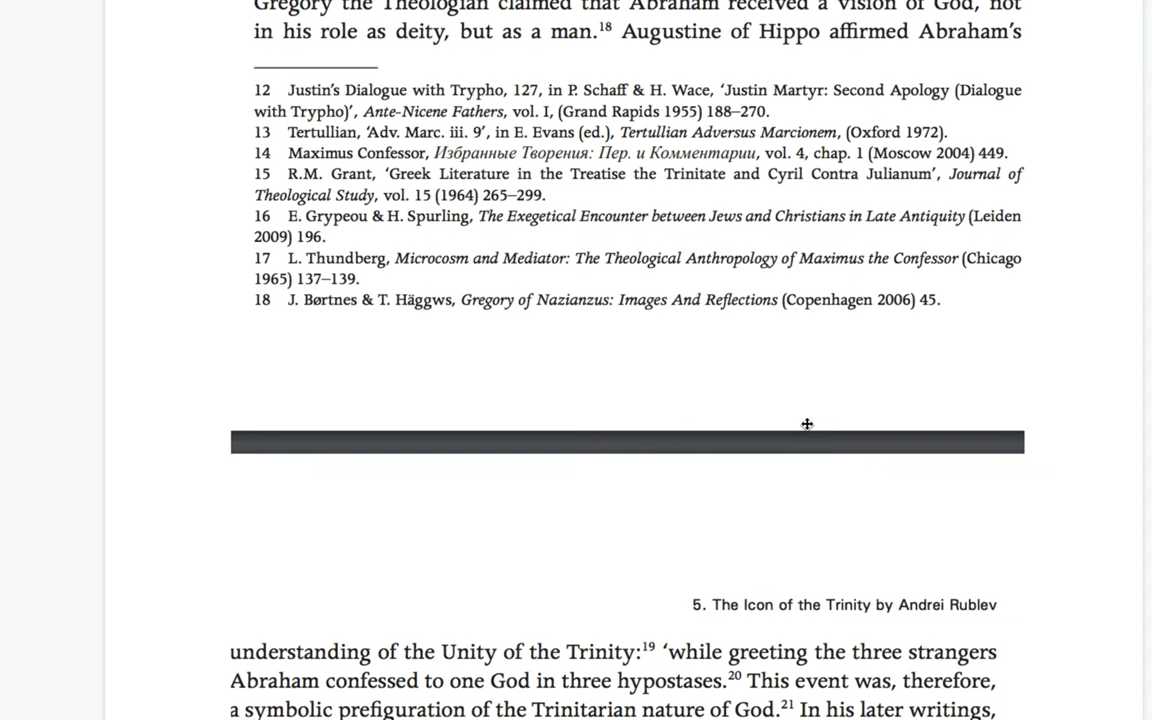 Gregory the Theologian claimed that Abraham received a vision of God, not
in his role as deity, but as a man.¹⁸ Augustine of Hippo affirmed Abraham’s
12 Justin’s Dialogue with Trypho, 127, in P. Schaff & H. Wace, ‘Justin Martyr: Second Apology (Dialogue
with Trypho)’, Ante-Nicene Fathers, vol. I, (Grand Rapids 1955) 188–270.
13 Tertullian, ‘Adv. Marc. iii. 9’, in E. Evans (ed.), Tertullian Adversus Marcionem, (Oxford 1972).
14 Maximus Confessor, Избранные Творения: Пер. и Комментарии, vol. 4, chap. 1 (Moscow 2004) 449.
15 R.M. Grant, ‘Greek Literature in the Treatise the Trinitate and Cyril Contra Julianum’, Journal of
Theological Study, vol. 15 (1964) 265–299.
16 E. Grypeou & H. Spurling, The Exegetical Encounter between Jews and Christians in Late Antiquity (Leiden
2009) 196.
17 L. Thundberg, Microcosm and Mediator: The Theological Anthropology of Maximus the Confessor (Chicago
1965) 137–139.
18 J. Børtnes & T. Häggws, Gregory of Nazianzus: Images And Reflections (Copenhagen 2006) 45.
5. The Icon of the Trinity by Andrei Rublev
understanding of the Unity of the Trinity:¹⁹ ‘while greeting the three strangers
Abraham confessed to one God in three hypostases.²⁰ This event was, therefore,
a symbolic prefiguration of the Trinitarian nature of God.²¹ In his later writings,